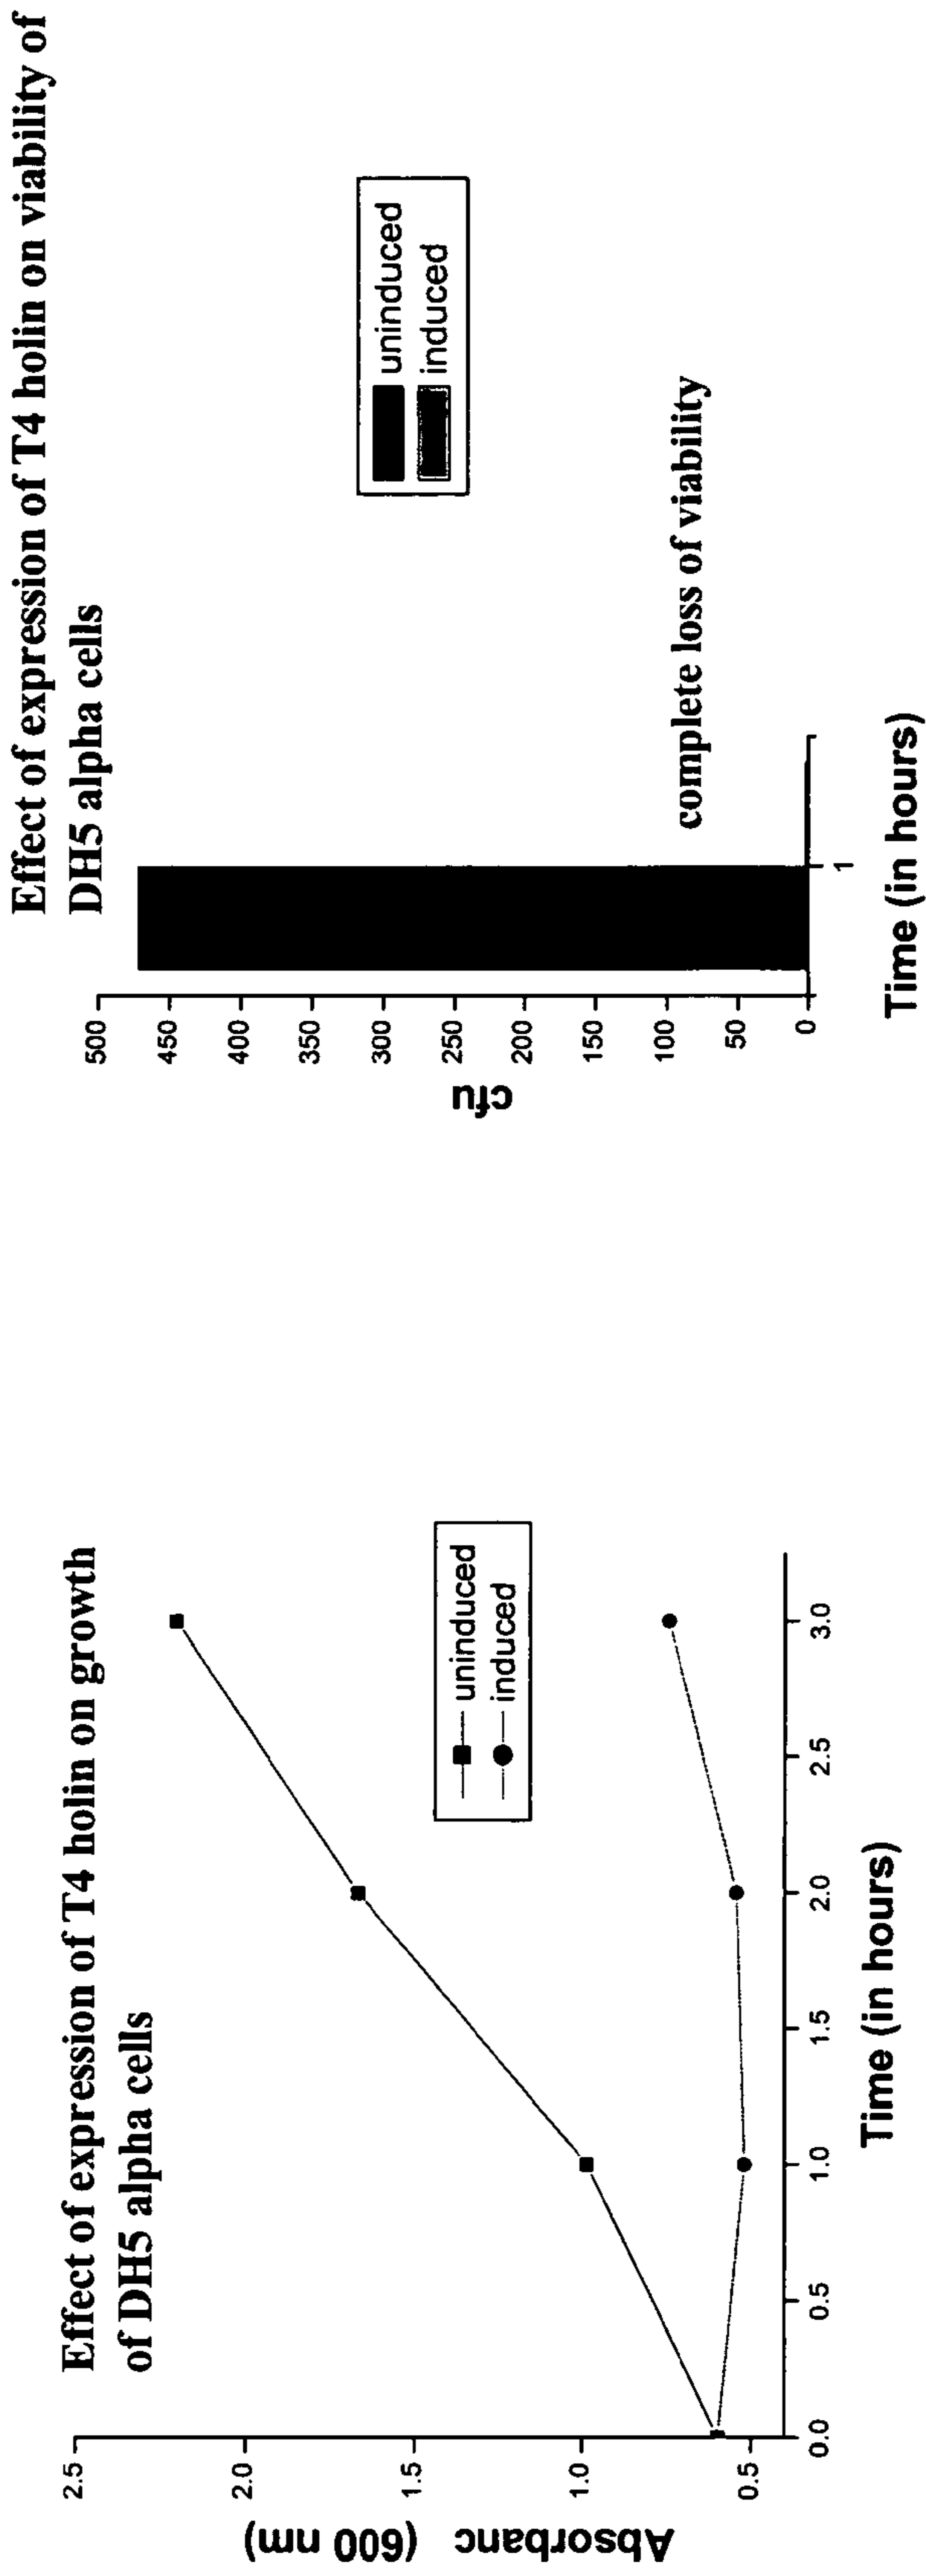 Effect of expression of T4 holin on growth
of DH5 alpha cells
2.5
2.0
1.5
1.0
0.5
Absorbanc (600 nm)
uninduced
induced
0.0
0.5
1.0
1.5
2.0
2.5
3.0
Time (in hours)
Effect of expression of T4 holin on viability of
DH5 alpha cells
500
450
400
350
300
250
200
150
100
50
0
cfu
uninduced
induced
complete loss of viability
1
Time (in hours)